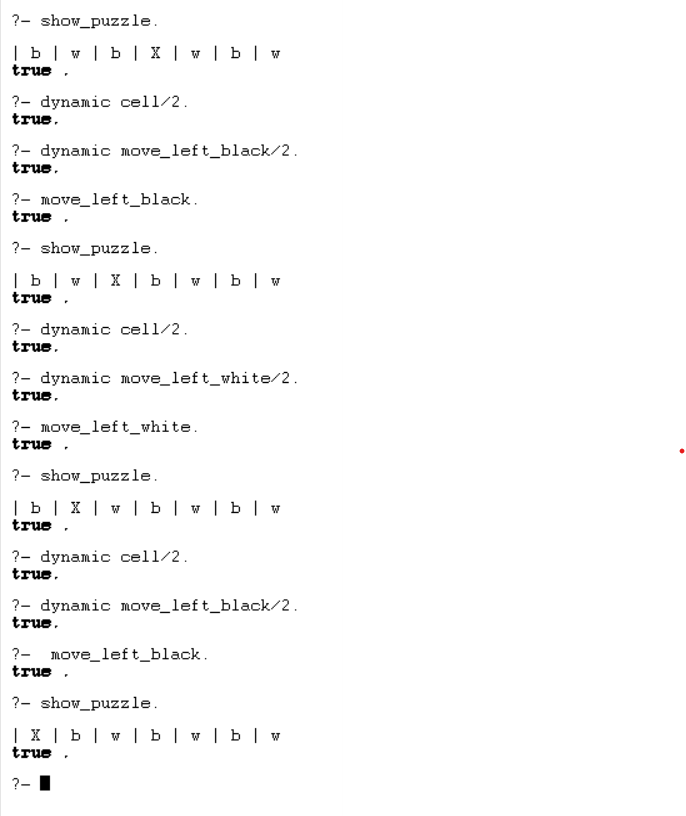 ?- show_puzzle.
| b | w | b | X | w | b | w
true .
?- dynamic cell/2.
true.
?- dynamic move_left_black/2.
true.
?- move_left_black.
true .
?- show_puzzle.
| b | w | X | b | w | b | w
true .
?- dynamic cell/2.
true.
?- dynamic move_left_white/2.
true.
?- move_left_white.
true .
?- show_puzzle.
| b | X | w | b | w | b | w
true .
?- dynamic cell/2.
true.
?- dynamic move_left_black/2.
true.
?-  move_left_black.
true .
?- show_puzzle.
| X | b | w | b | w | b | w
true .
?-